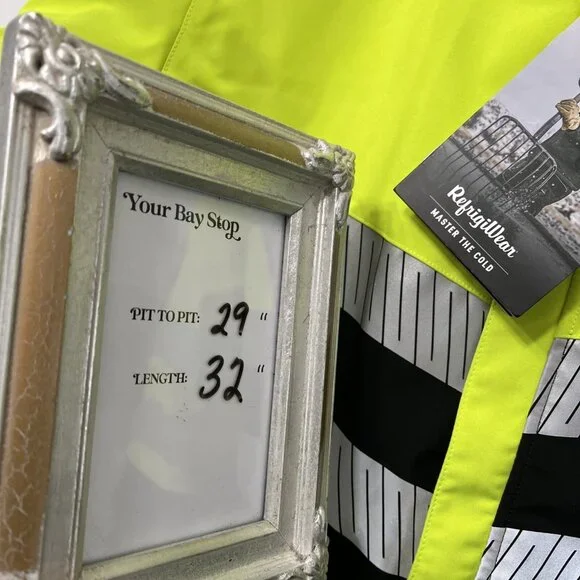 Your Bay Stop
PIT TO PIT: 29 "
LENGTH: 32 "
RefrigiWear
MASTER THE COLD